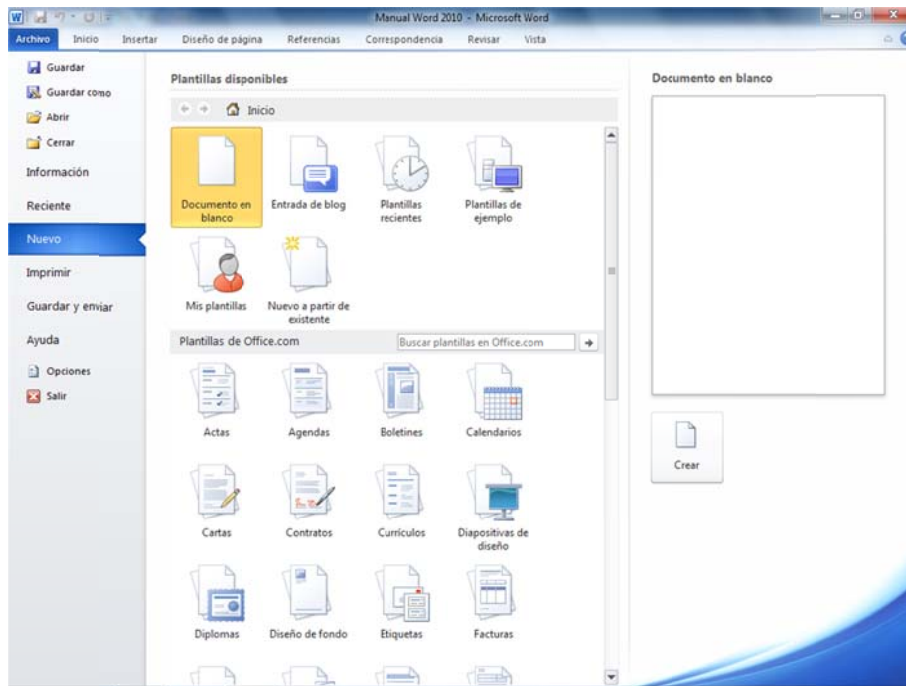 Manual Word 2010 - Microsoft Word
Archivo Inicio Insertar Diseño de página Referencias Correspondencia Revisar Vista
Guardar
Guardar como
Abrir
Cerrar
Información
Reciente
Nuevo
Imprimir
Guardar y enviar
Ayuda
Opciones
Salir
Plantillas disponibles
Inicio
Documento en blanco
Entrada de blog
Plantillas recientes
Plantillas de ejemplo
Mis plantillas
Nuevo a partir de existente
Plantillas de Office.com
Buscar plantillas en Office.com
Actas
Agendas
Boletines
Calendarios
Cartas
Contratos
Currículos
Diapositivas de diseño
Diplomas
Diseño de fondo
Etiquetas
Facturas
Documento en blanco
Crear